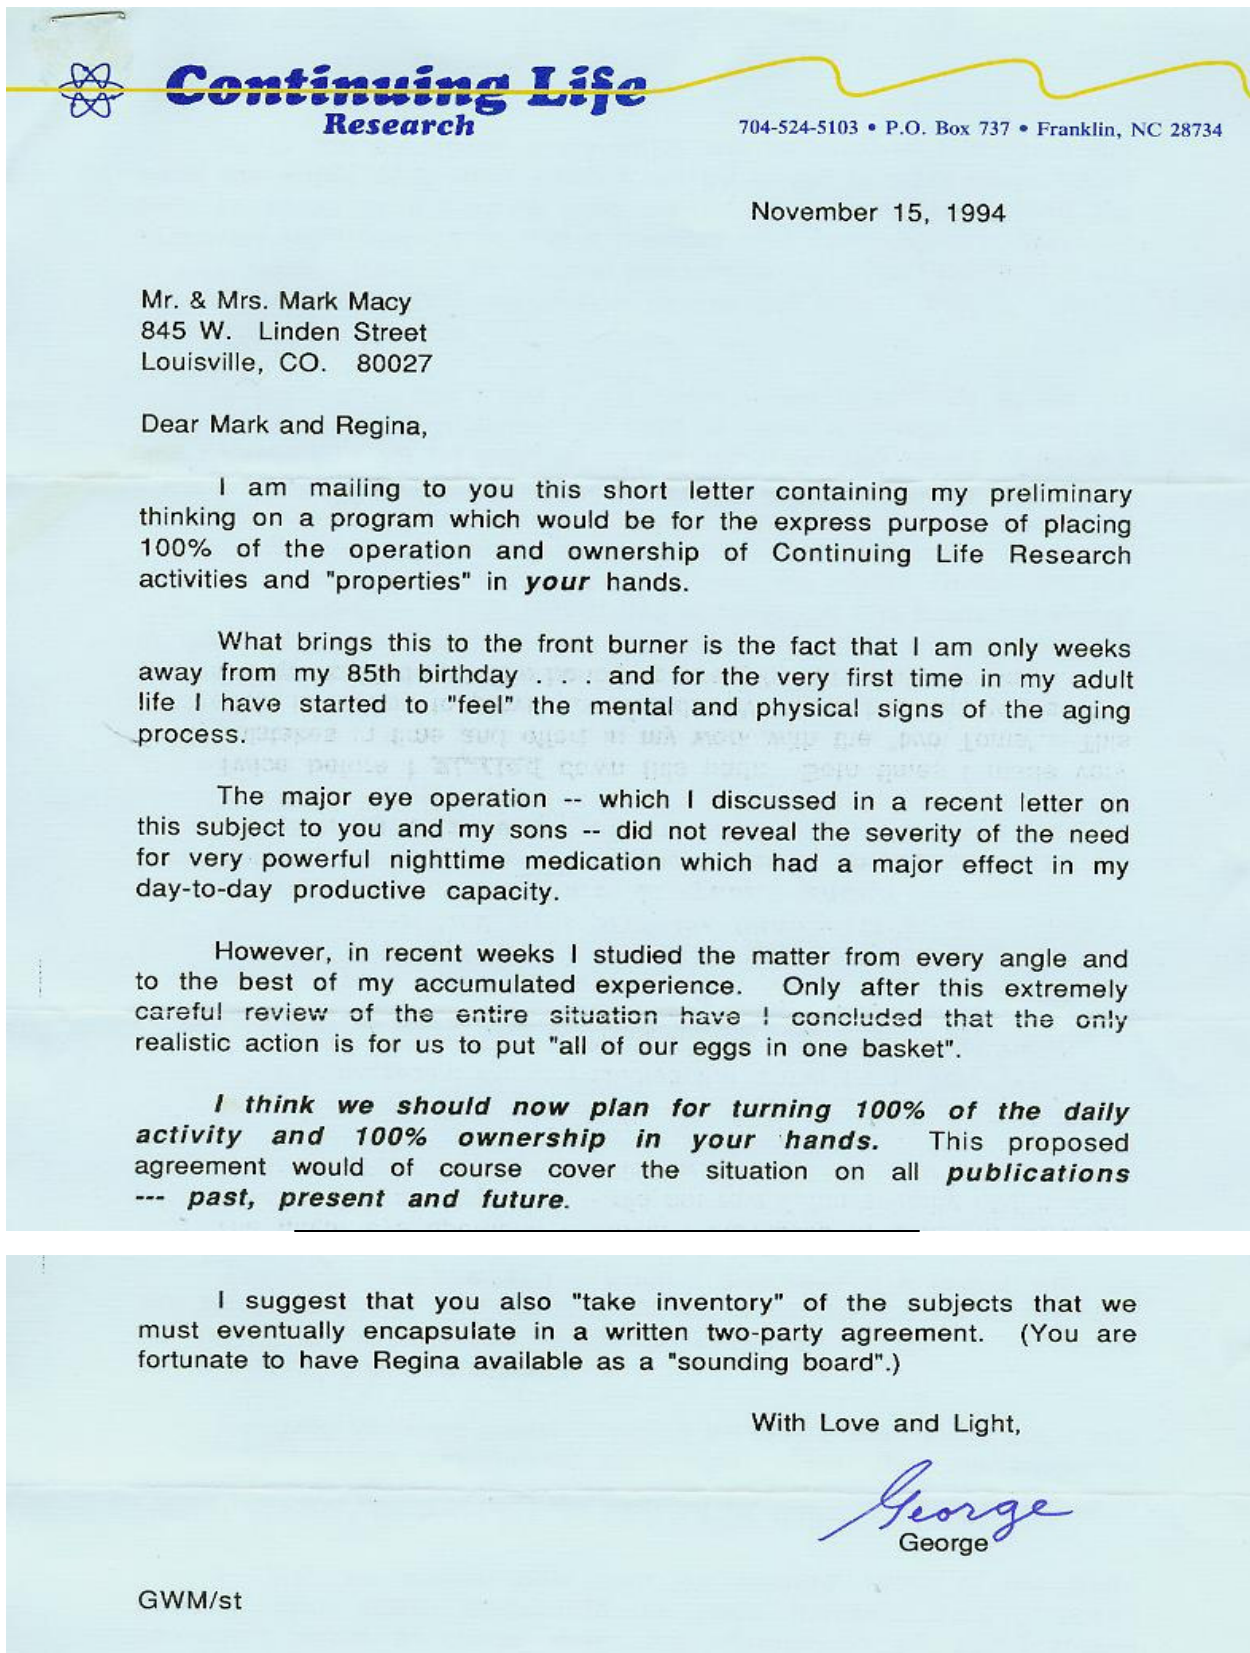 Continuing Life
Research
704-524-5103 • P.O. Box 737 • Franklin, NC 28734
November 15, 1994
Mr. & Mrs. Mark Macy
845 W. Linden Street
Louisville, CO. 80027
Dear Mark and Regina,
I am mailing to you this short letter containing my preliminary
thinking on a program which would be for the express purpose of placing
100% of the operation and ownership of Continuing Life Research
activities and "properties" in your hands.
What brings this to the front burner is the fact that I am only weeks
away from my 85th birthday . . . and for the very first time in my adult
life I have started to "feel" the mental and physical signs of the aging
process.
The major eye operation -- which I discussed in a recent letter on
this subject to you and my sons -- did not reveal the severity of the need
for very powerful nighttime medication which had a major effect in my
day-to-day productive capacity.
However, in recent weeks I studied the matter from every angle and
to the best of my accumulated experience. Only after this extremely
careful review of the entire situation have I concluded that the only
realistic action is for us to put "all of our eggs in one basket".
I think we should now plan for turning 100% of the daily
activity and 100% ownership in your hands. This proposed
agreement would of course cover the situation on all publications
--- past, present and future.
I suggest that you also "take inventory" of the subjects that we
must eventually encapsulate in a written two-party agreement. (You are
fortunate to have Regina available as a "sounding board".)
With Love and Light,
George
George
GWM/st